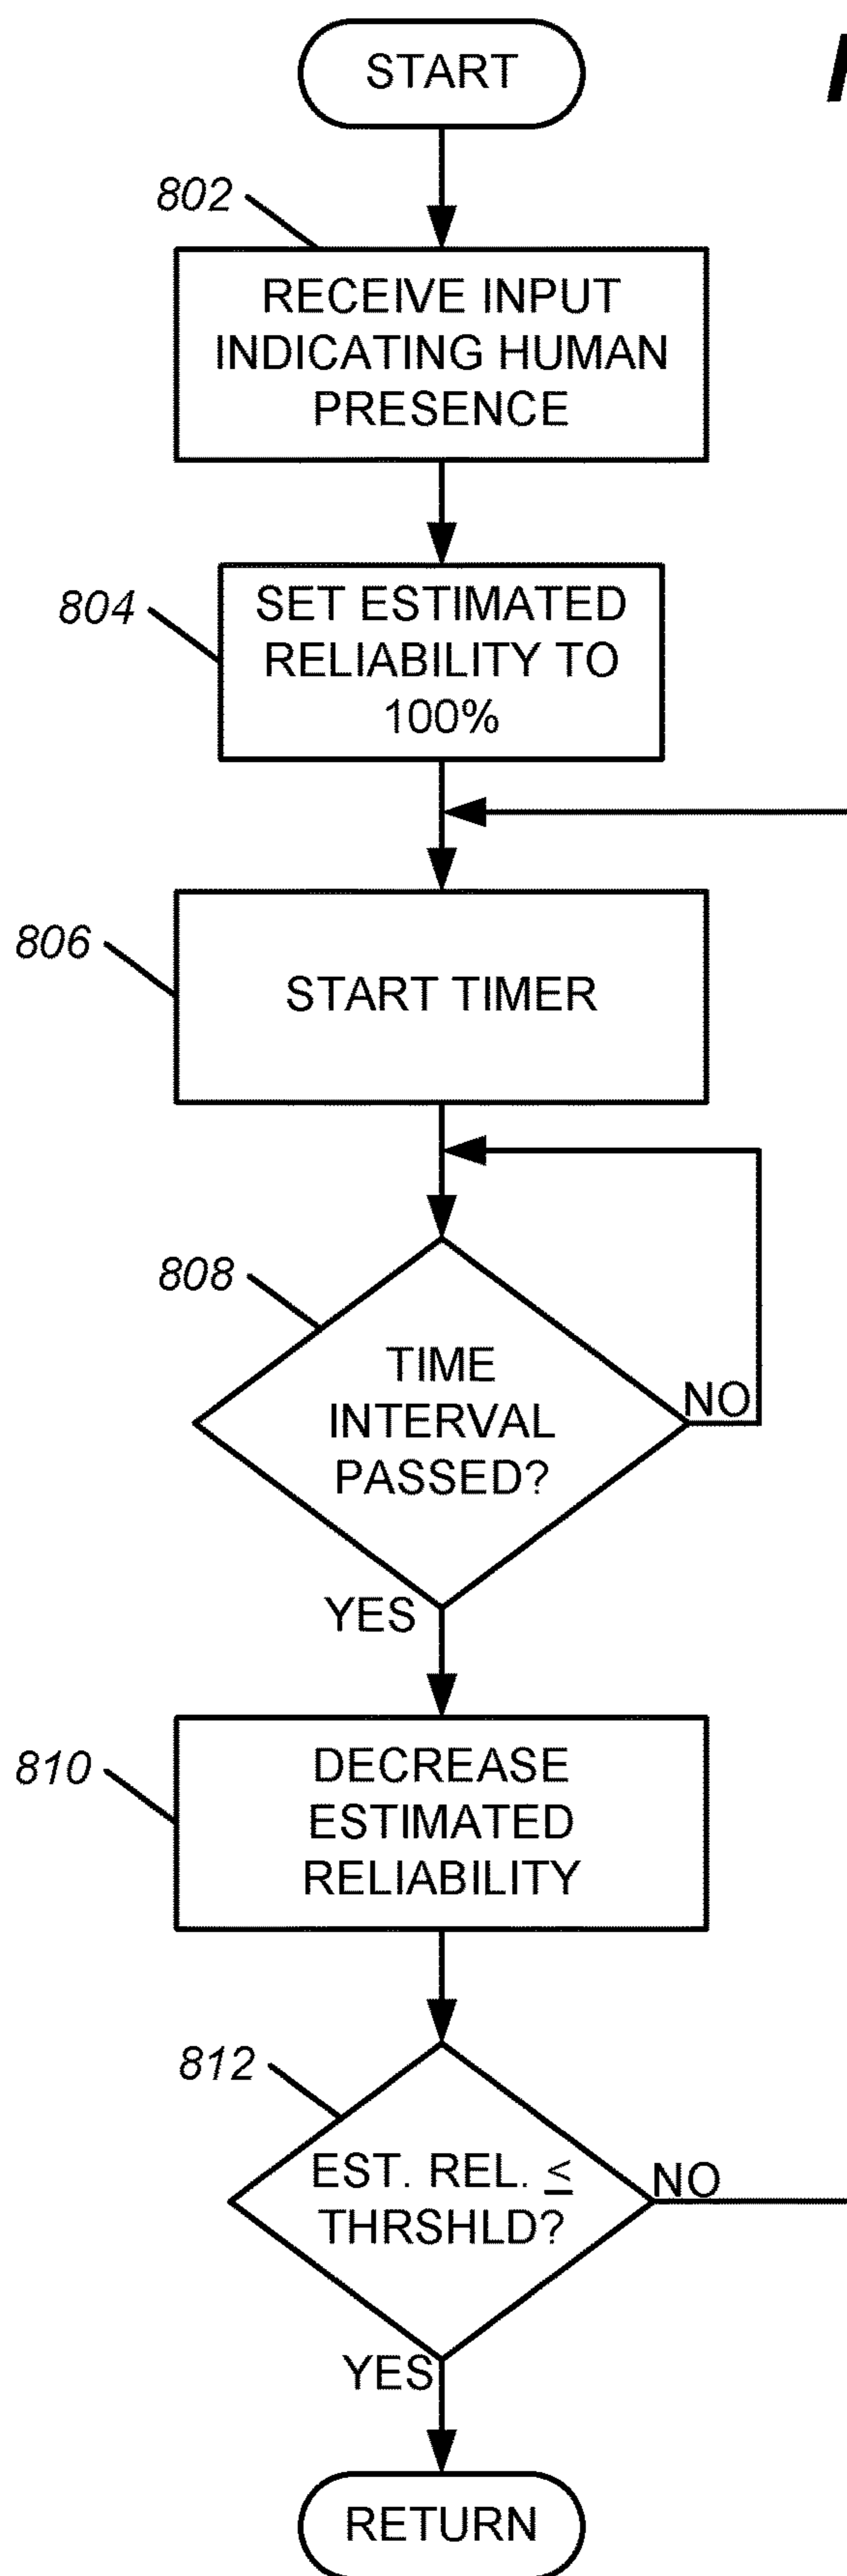 START
802
RECEIVE INPUT
INDICATING HUMAN
PRESENCE
804
SET ESTIMATED
RELIABILITY TO
100%
806
START TIMER
808
TIME
INTERVAL
PASSED?
NO
YES
810
DECREASE
ESTIMATED
RELIABILITY
812
EST. REL. ≤
THRSHLD?
NO
YES
RETURN